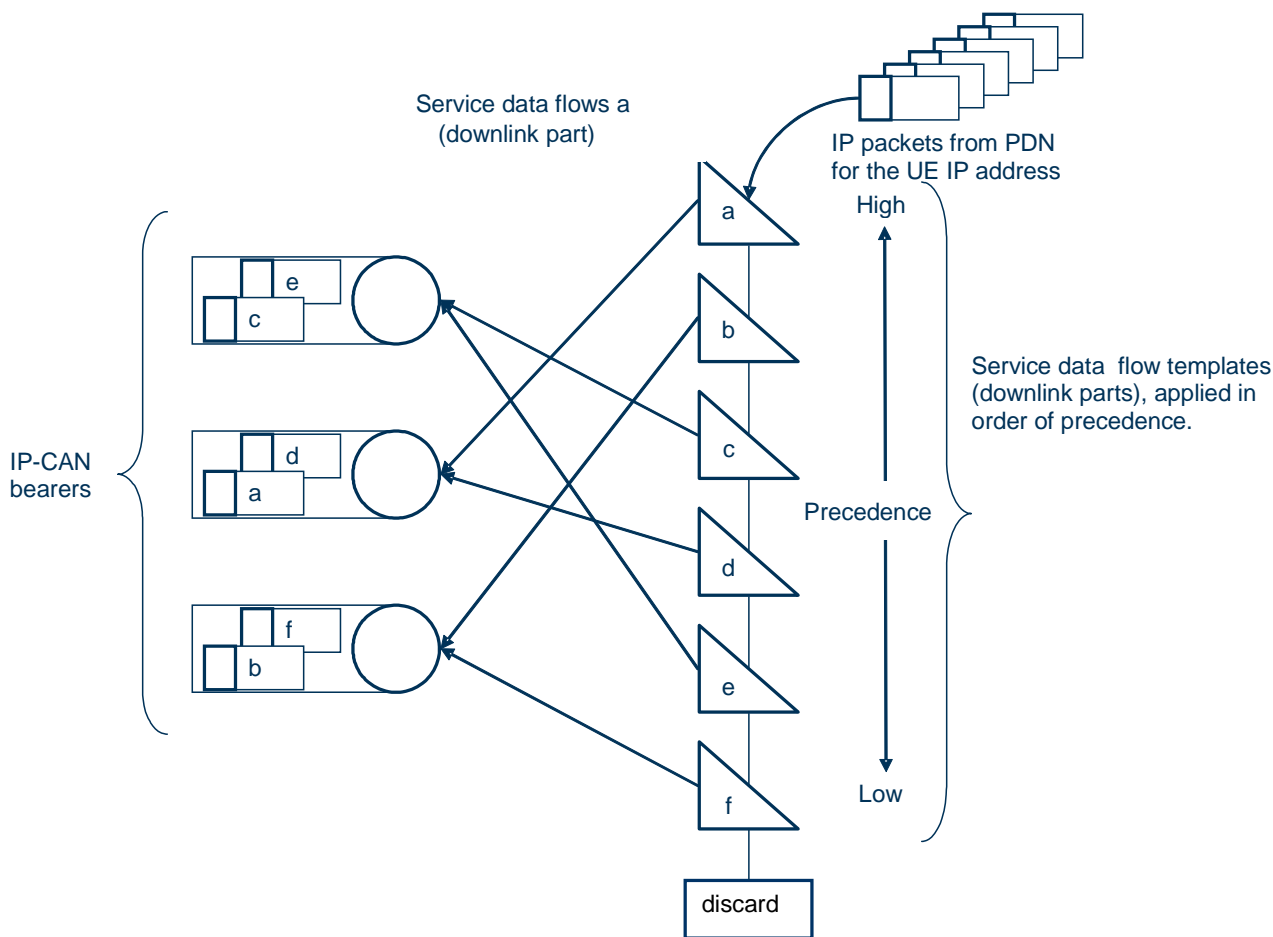 Service data flows a
(downlink part)
IP packets from PDN
for the UE IP address
a
High
e
c
b
Service data flow templates
(downlink parts), applied in
order of precedence.
c
IP-CAN
bearers
d
a
Precedence
d
f
b
e
f
Low
discard